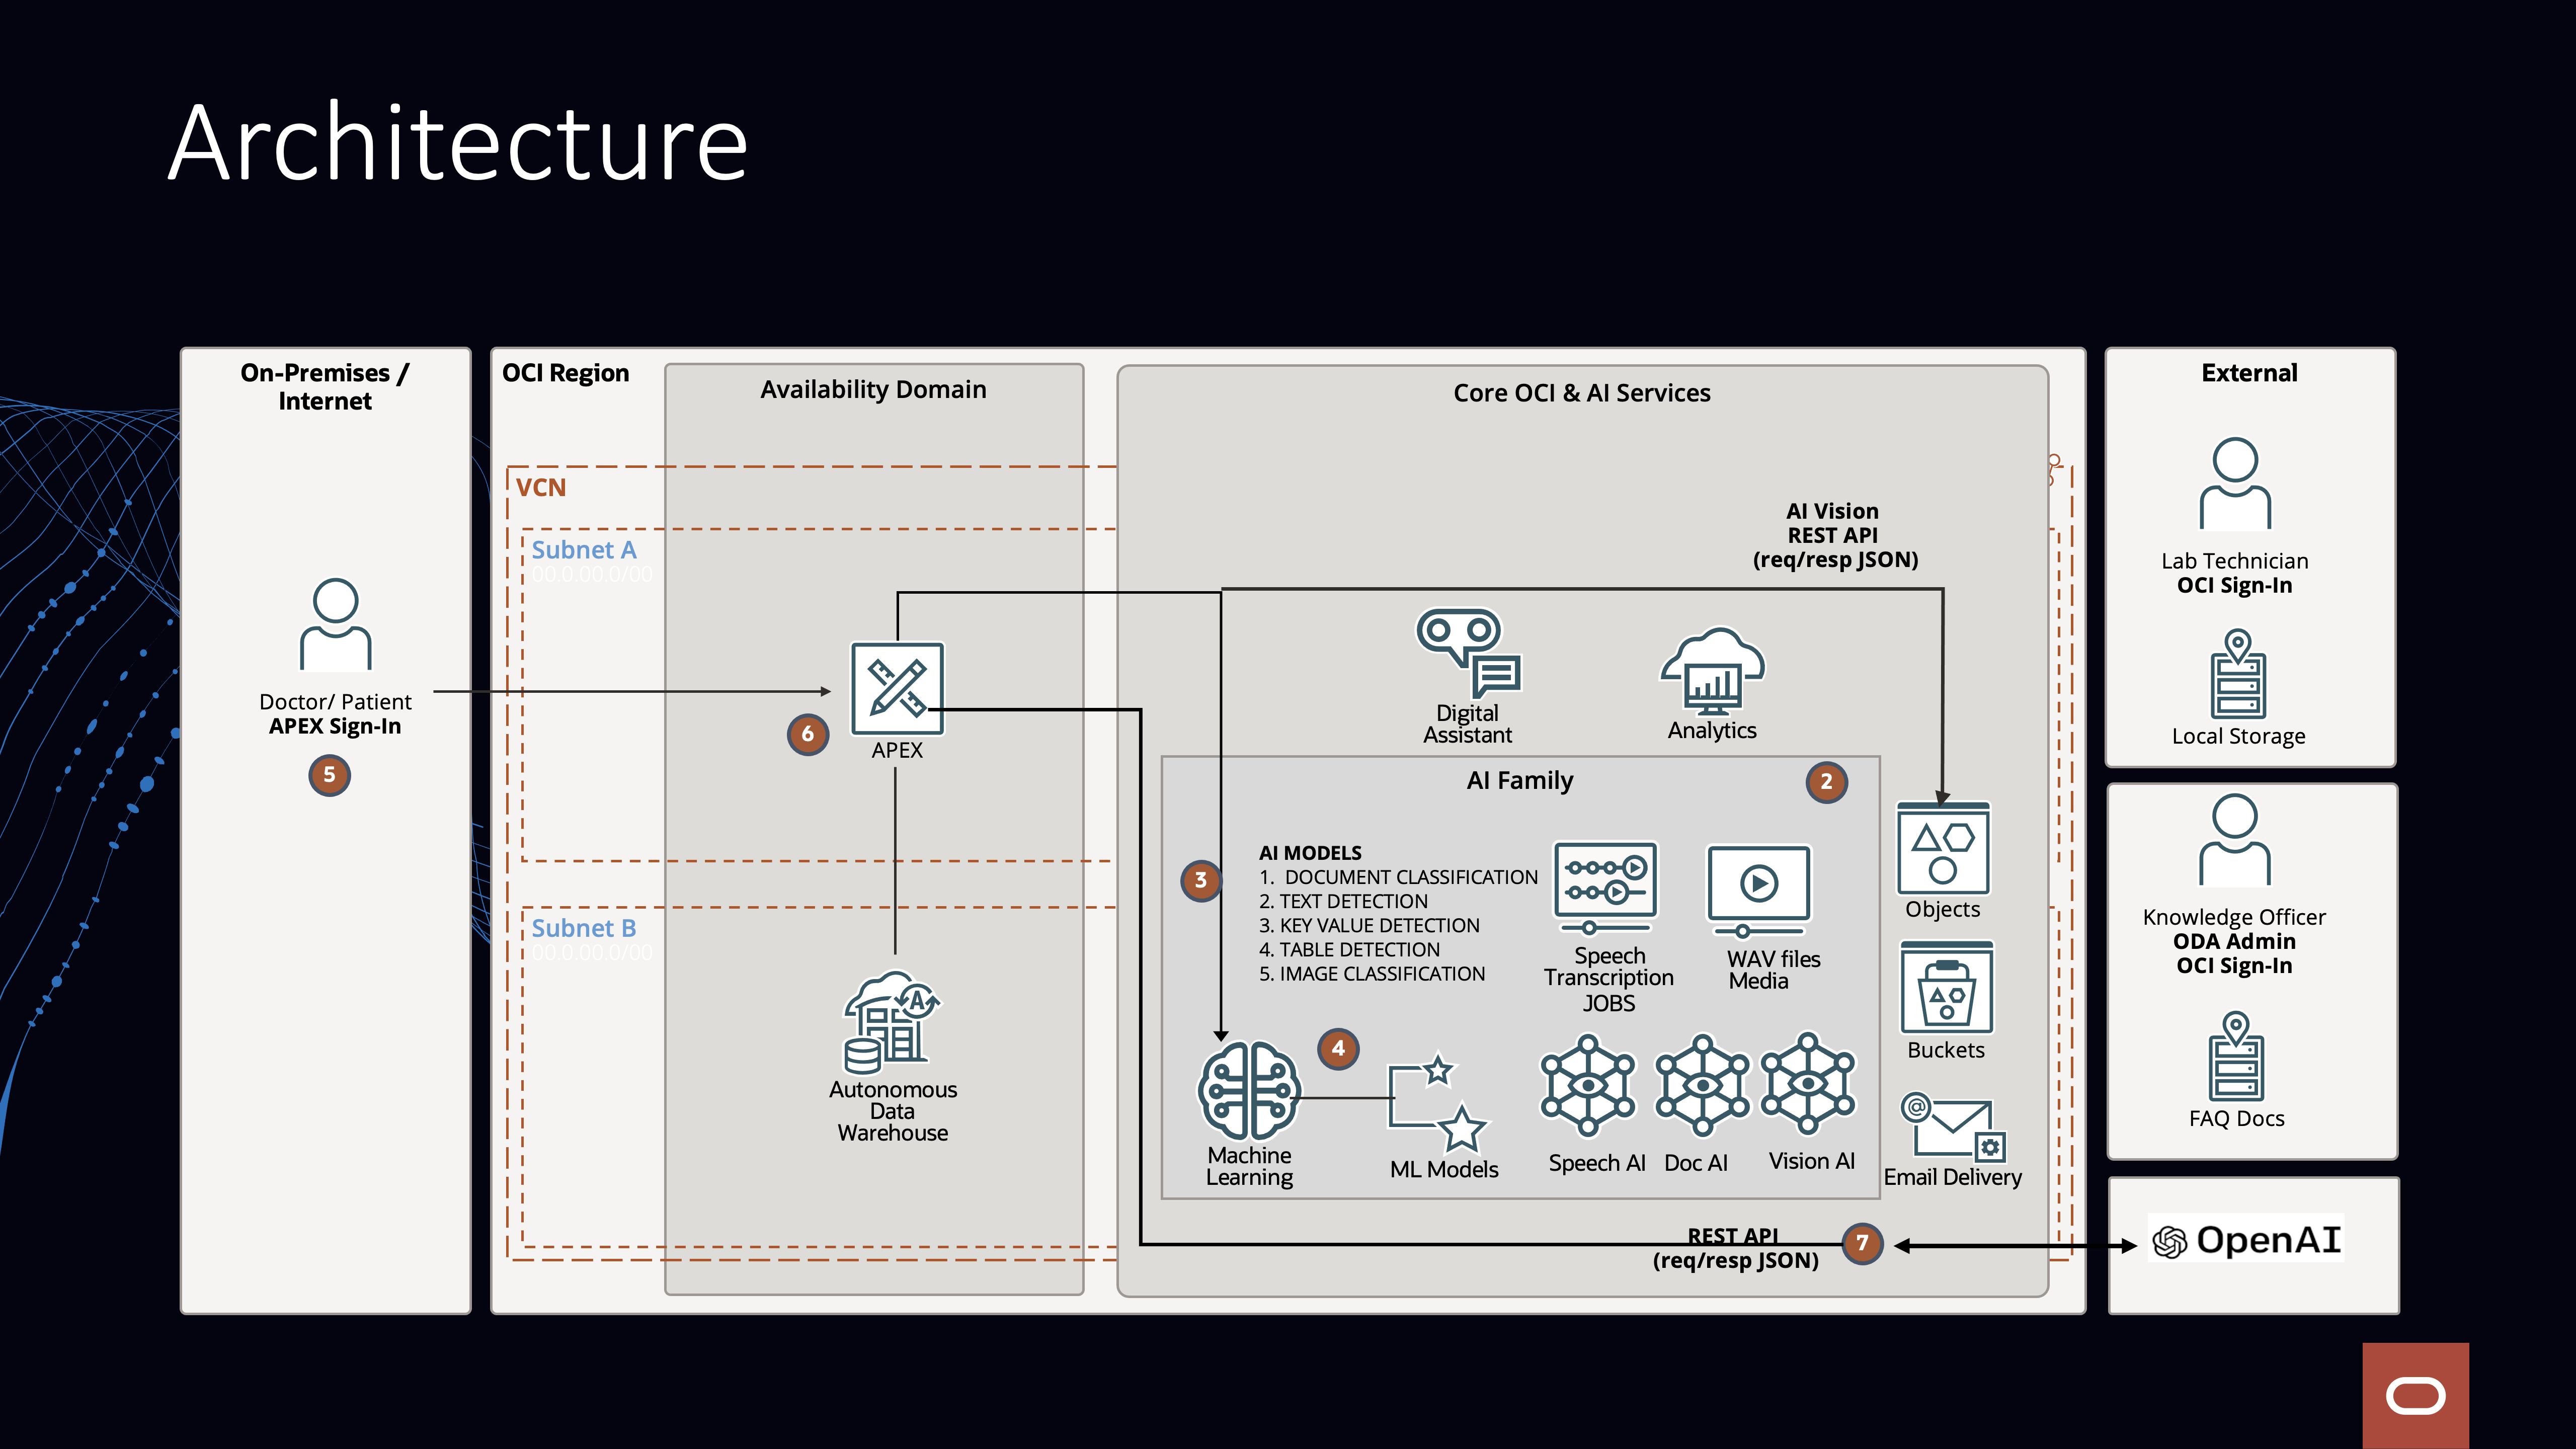 Architecture
On-Premises /
Internet
Doctor/ Patient
APEX Sign-In
5
OCI Region
VCN
Subnet A
00.0.00.0/00
Subnet B
00.0.00.0/00
Availability Domain
6
APEX
Autonomous
Data
Warehouse
Core OCI & AI Services
AI Vision
REST API
(req/resp JSON)
Digital
Assistant
Analytics
AI Family
2
3
AI MODELS
1. DOCUMENT CLASSIFICATION
2. TEXT DETECTION
3. KEY VALUE DETECTION
4. TABLE DETECTION
5. IMAGE CLASSIFICATION
Speech
Transcription
JOBS
WAV files
Media
4
Machine
Learning
ML Models
Speech AI
Doc AI
Vision AI
Objects
Buckets
@
Email Delivery
REST API
(req/resp JSON)
7
External
Lab Technician
OCI Sign-In
Local Storage
Knowledge Officer
ODA Admin
OCI Sign-In
FAQ Docs
OpenAI
A